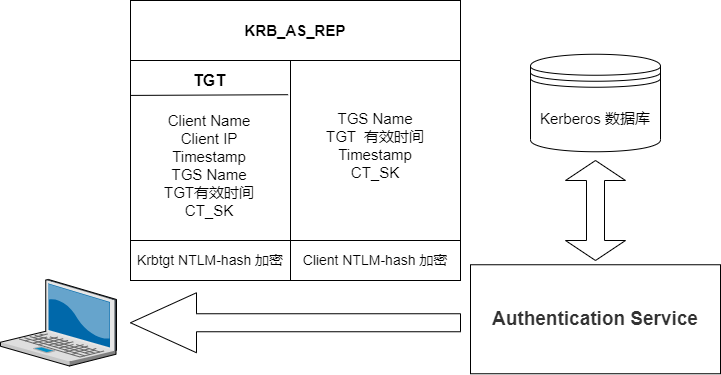 KRB_AS_REP
TGT
Client Name
Client IP
Timestamp
TGS Name
TGT有效时间
CT_SK
TGS Name
TGT 有效时间
Timestamp
CT_SK
Krbtgt NTLM-hash 加密
Client NTLM-hash 加密
Kerberos 数据库
Authentication Service